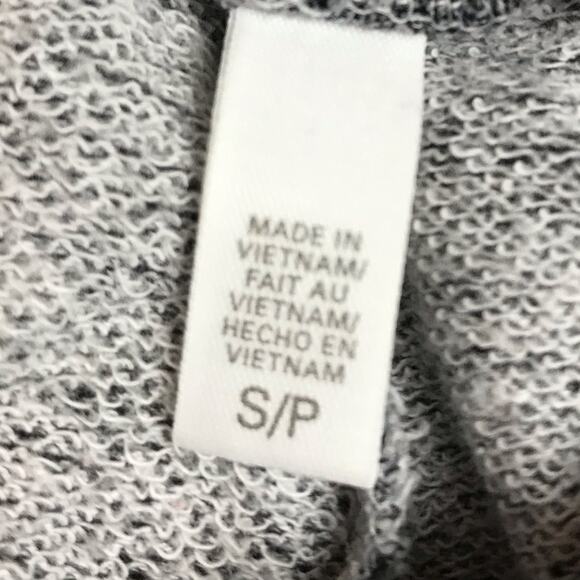 MADE IN
VIETNAM/
FAIT AU
VIETNAM/
HECHO EN
VIETNAM
S/P